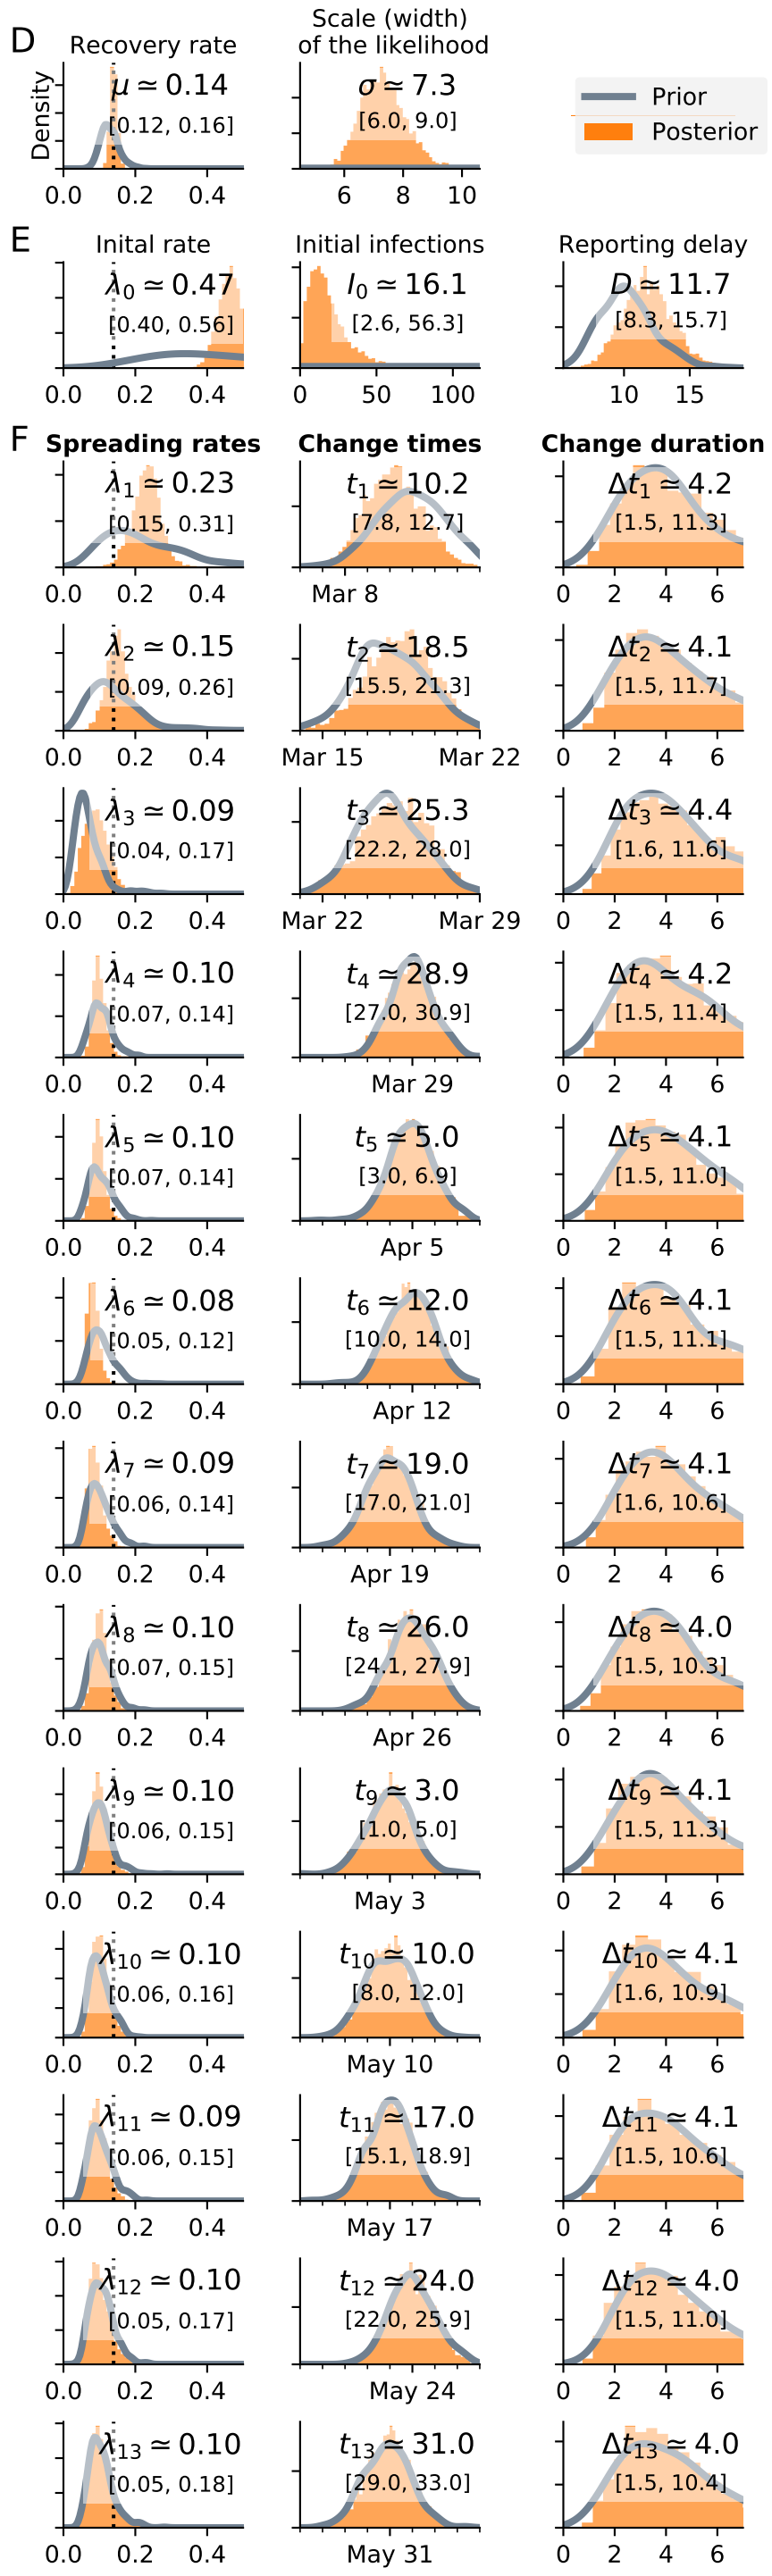 D
Recovery rate
Scale (width)
of the likelihood
Density
μ ≃ 0.14
[0.12, 0.16]
0.0 0.2 0.4
σ ≃ 7.3
[6.0, 9.0]
6 8 10
Prior
Posterior
E
Inital rate
Initial infections
Reporting delay
λ0 ≃ 0.47
[0.40, 0.56]
0.0 0.2 0.4
I0 ≃ 16.1
[2.6, 56.3]
0 50 100
D ≃ 11.7
[8.3, 15.7]
10 15
F
Spreading rates
Change times
Change duration
λ1 ≃ 0.23
[0.15, 0.31]
0.0 0.2 0.4
t1 ≃ 10.2
[7.8, 12.7]
Mar 8
Δt1 ≃ 4.2
[1.5, 11.3]
0 2 4 6
λ2 ≃ 0.15
[0.09, 0.26]
0.0 0.2 0.4
t2 ≃ 18.5
[15.5, 21.3]
Mar 15 Mar 22
Δt2 ≃ 4.1
[1.5, 11.7]
0 2 4 6
λ3 ≃ 0.09
[0.04, 0.17]
0.0 0.2 0.4
t3 ≃ 25.3
[22.2, 28.0]
Mar 22 Mar 29
Δt3 ≃ 4.4
[1.6, 11.6]
0 2 4 6
λ4 ≃ 0.10
[0.07, 0.14]
0.0 0.2 0.4
t4 ≃ 28.9
[27.0, 30.9]
Mar 29
Δt4 ≃ 4.2
[1.5, 11.4]
0 2 4 6
λ5 ≃ 0.10
[0.07, 0.14]
0.0 0.2 0.4
t5 ≃ 5.0
[3.0, 6.9]
Apr 5
Δt5 ≃ 4.1
[1.5, 11.0]
0 2 4 6
λ6 ≃ 0.08
[0.05, 0.12]
0.0 0.2 0.4
t6 ≃ 12.0
[10.0, 14.0]
Apr 12
Δt6 ≃ 4.1
[1.5, 11.1]
0 2 4 6
λ7 ≃ 0.09
[0.06, 0.14]
0.0 0.2 0.4
t7 ≃ 19.0
[17.0, 21.0]
Apr 19
Δt7 ≃ 4.1
[1.6, 10.6]
0 2 4 6
λ8 ≃ 0.10
[0.07, 0.15]
0.0 0.2 0.4
t8 ≃ 26.0
[24.1, 27.9]
Apr 26
Δt8 ≃ 4.0
[1.5, 10.3]
0 2 4 6
λ9 ≃ 0.10
[0.06, 0.15]
0.0 0.2 0.4
t9 ≃ 3.0
[1.0, 5.0]
May 3
Δt9 ≃ 4.1
[1.5, 11.3]
0 2 4 6
λ10 ≃ 0.10
[0.06, 0.16]
0.0 0.2 0.4
t10 ≃ 10.0
[8.0, 12.0]
May 10
Δt10 ≃ 4.1
[1.6, 10.9]
0 2 4 6
λ11 ≃ 0.09
[0.06, 0.15]
0.0 0.2 0.4
t11 ≃ 17.0
[15.1, 18.9]
May 17
Δt11 ≃ 4.1
[1.5, 10.6]
0 2 4 6
λ12 ≃ 0.10
[0.05, 0.17]
0.0 0.2 0.4
t12 ≃ 24.0
[22.0, 25.9]
May 24
Δt12 ≃ 4.0
[1.5, 11.0]
0 2 4 6
λ13 ≃ 0.10
[0.05, 0.18]
0.0 0.2 0.4
t13 ≃ 31.0
[29.0, 33.0]
May 31
Δt13 ≃ 4.0
[1.5, 10.4]
0 2 4 6